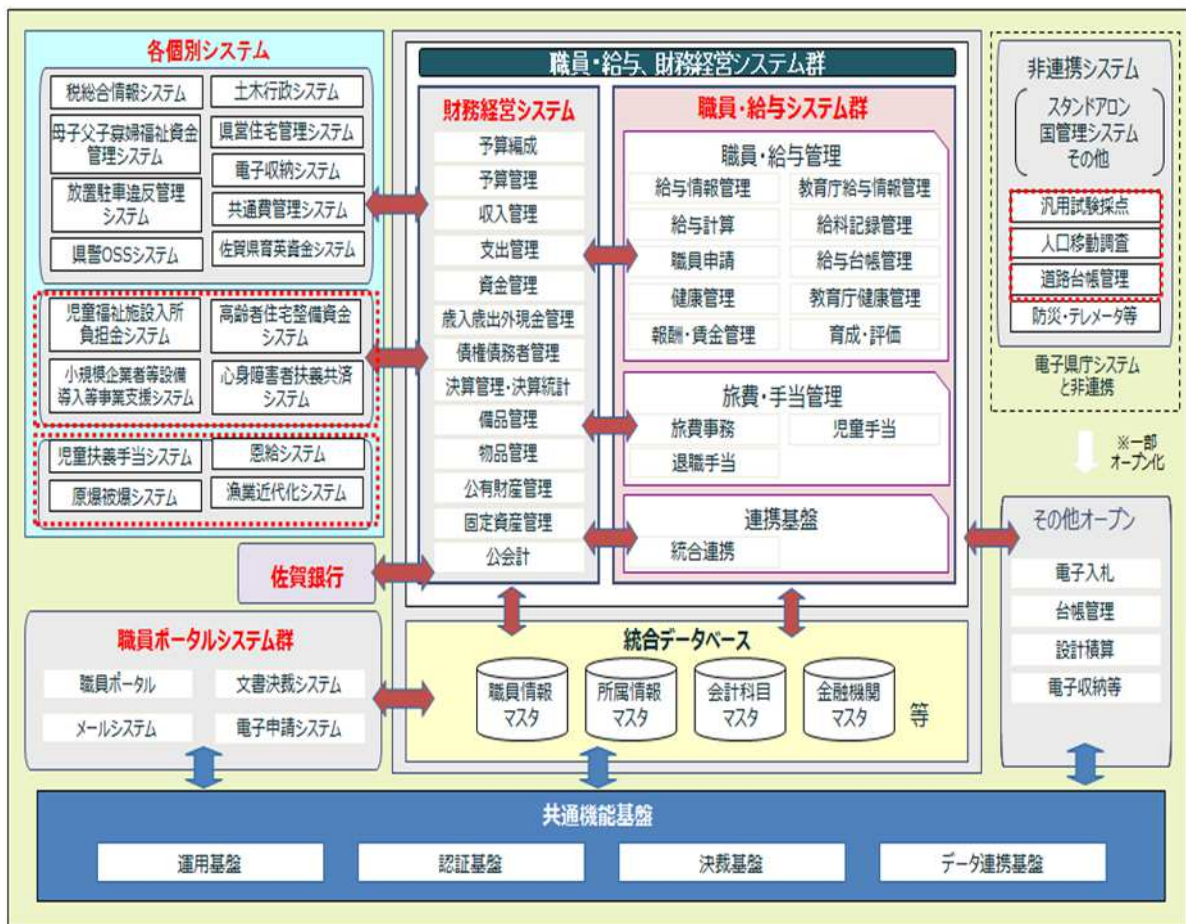 各個別システム
税総合情報システム
土木行政システム
母子父子寡婦福祉資金
管理システム
県営住宅管理システム
電子収納システム
放置駐車違反管理
システム
共通費管理システム
県警OSSシステム
佐賀県育英資金システム
児童福祉施設入所
負担金システム
高齢者住宅整備資金
システム
小規模企業者等設備
導入等事業支援システム
心身障害者扶養共済
システム
児童扶養手当システム
恩給システム
原爆被爆システム
漁業近代化システム
佐賀銀行
職員ポータルシステム群
職員ポータル
文書決裁システム
メールシステム
電子申請システム
職員・給与、財務経営システム群
財務経営システム
予算編成
予算管理
収入管理
支出管理
資金管理
歳入歳出外現金管理
債権債務者管理
決算管理・決算統計
備品管理
物品管理
公有財産管理
固定資産管理
公会計
職員・給与システム群
職員・給与管理
給与情報管理
教育庁給与情報管理
給与計算
給料記録管理
職員申請
給与台帳管理
健康管理
教育庁健康管理
報酬・賃金管理
育成・評価
旅費・手当管理
旅費事務
児童手当
退職手当
連携基盤
統合連携
統合データベース
職員情報
マスタ
所属情報
マスタ
会計科目
マスタ
金融機関
マスタ
等
非連携システム
スタンドアロン
国管理システム
その他
汎用試験採点
人口移動調査
道路台帳管理
防災・テレメータ等
電子県庁システム
と非連携
※一部
オープン化
その他オープン
電子入札
台帳管理
設計積算
電子収納等
共通機能基盤
運用基盤
認証基盤
決裁基盤
データ連携基盤